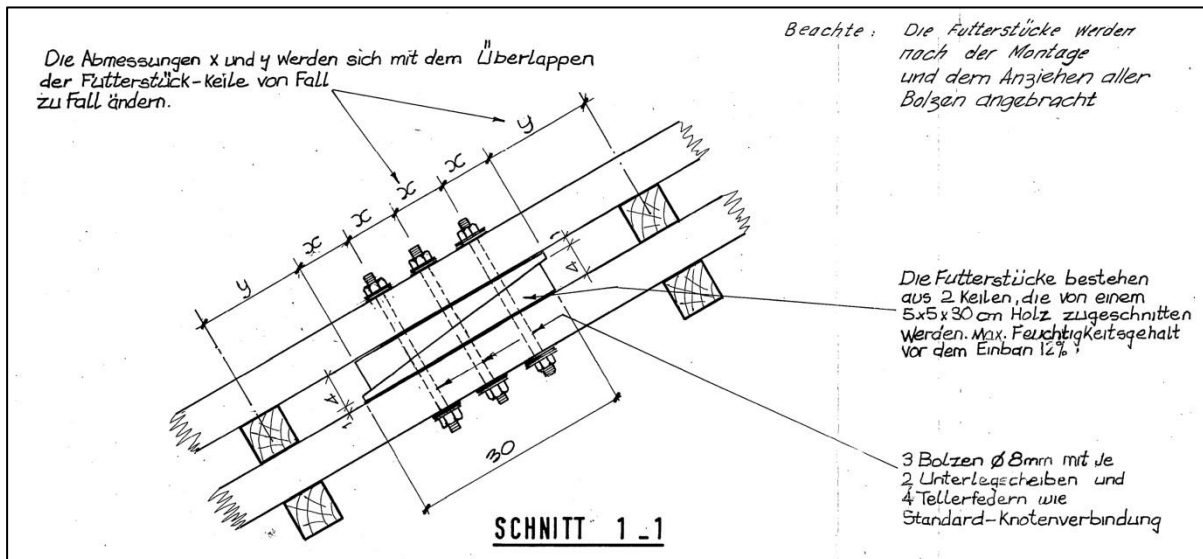 Die Abmessungen x und y werden sich mit dem Überlappen
der Futterstück-Keile von Fall
zu Fall ändern.
Beachte: Die Futterstücke werden
nach der Montage
und dem Anziehen aller
Bolzen angebracht
y
x
x
x
x
y
1
4
Die Futterstücke bestehen
aus 2 Keilen, die von einem
5x5x30 cm Holz zugeschnitten
werden. Max. Feuchtigkeitsgehalt
vor dem Einban 12% !
4
1
30
3 Bolzen Ø 8mm mit Je
2 Unterlegscheiben und
4 Tellerfedern wie
Standard-Knotenverbindung
SCHNITT 1_1